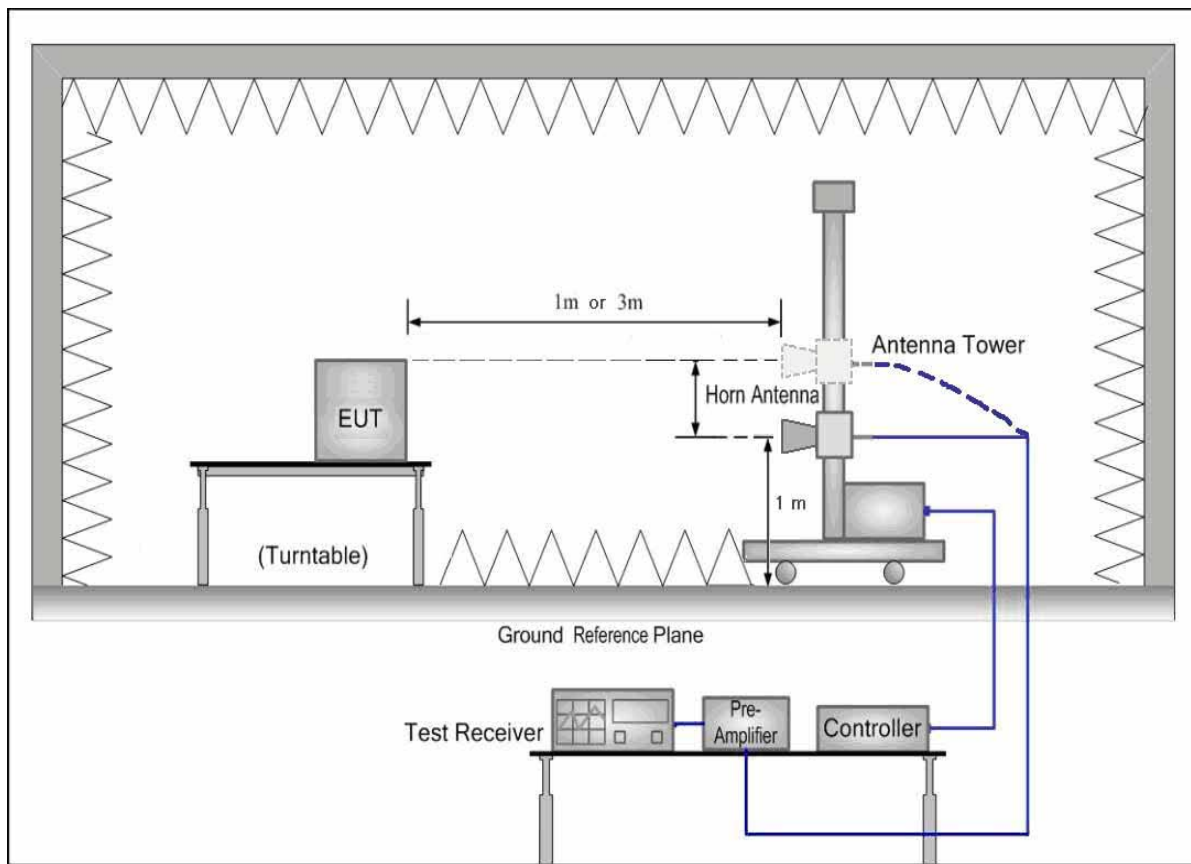 1m or 3m
Antenna Tower
Horn Antenna
EUT
1 m
(Turntable)
Ground Reference Plane
Test Receiver
Pre-
Amplifier
Controller